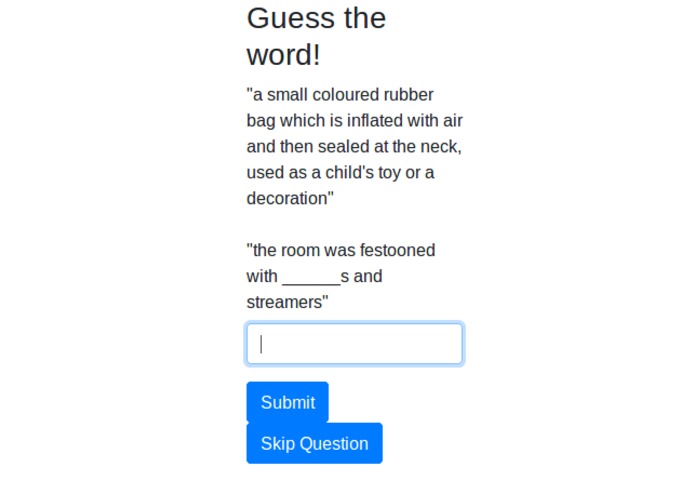 Guess the
word!
"a small coloured rubber
bag which is inflated with air
and then sealed at the neck,
used as a child's toy or a
decoration"
"the room was festooned
with ______s and
streamers"
Submit
Skip Question